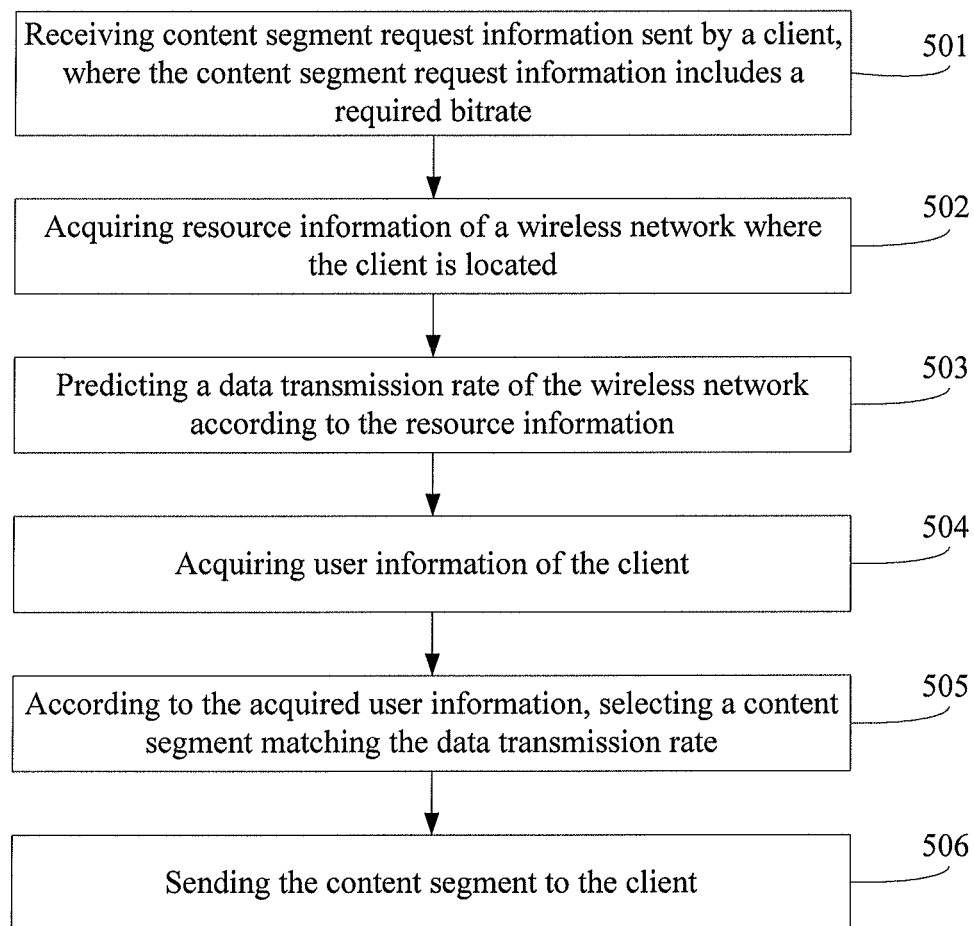 Receiving content segment request information sent by a client,
where the content segment request information includes a
required bitrate
501
Acquiring resource information of a wireless network where
the client is located
502
Predicting a data transmission rate of the wireless network
according to the resource information
503
Acquiring user information of the client
504
According to the acquired user information, selecting a content
segment matching the data transmission rate
505
Sending the content segment to the client
506